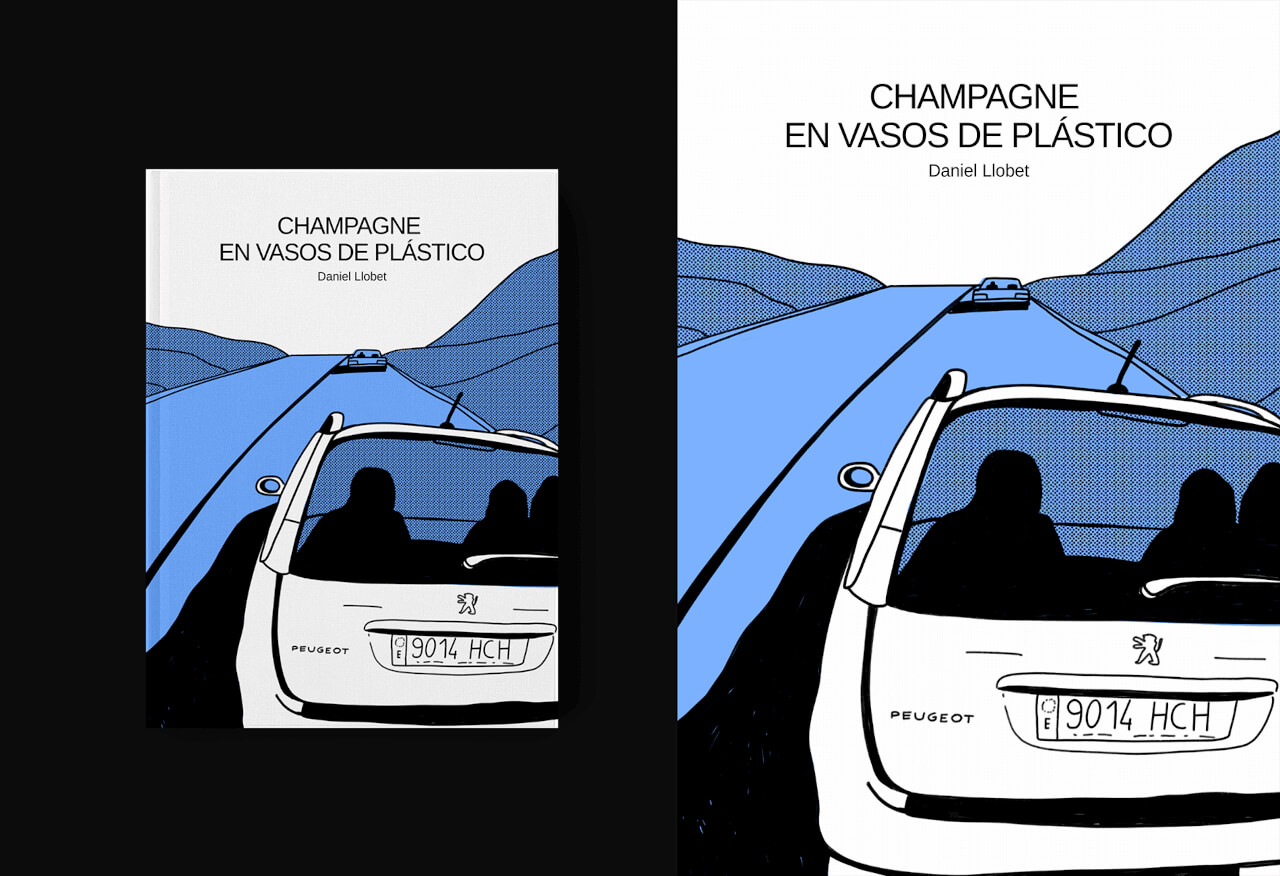 CHAMPAGNE
EN VASOS DE PLÁSTICO
Daniel Llobet
PEUGEOT
E
9014 HCH
CHAMPAGNE
EN VASOS DE PLÁSTICO
Daniel Llobet
PEUGEOT
E
9014 HCH